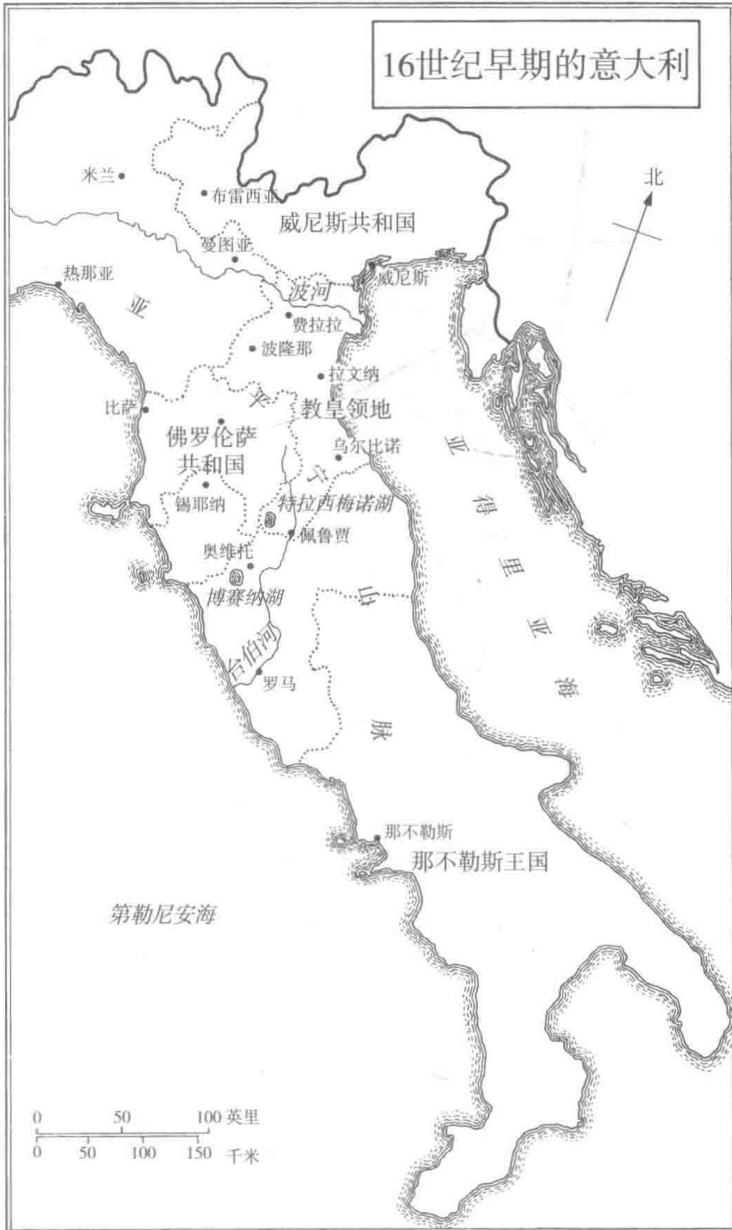 16世纪早期的意大利
北
米兰
布雷西亚
威尼斯共和国
曼图亚
威尼斯
热那亚
波河
亚
费拉拉
波隆那
拉文纳
比萨
平
教皇领地
佛罗伦萨
共和国
乌尔比诺
宁
锡耶纳
特拉西梅诺湖
佩鲁贾
奥维托
博赛纳湖
山
台伯河
罗马
脉
亚得里亚海
那不勒斯
那不勒斯王国
第勒尼安海
0 50 100 英里
0 50 100 150 千米